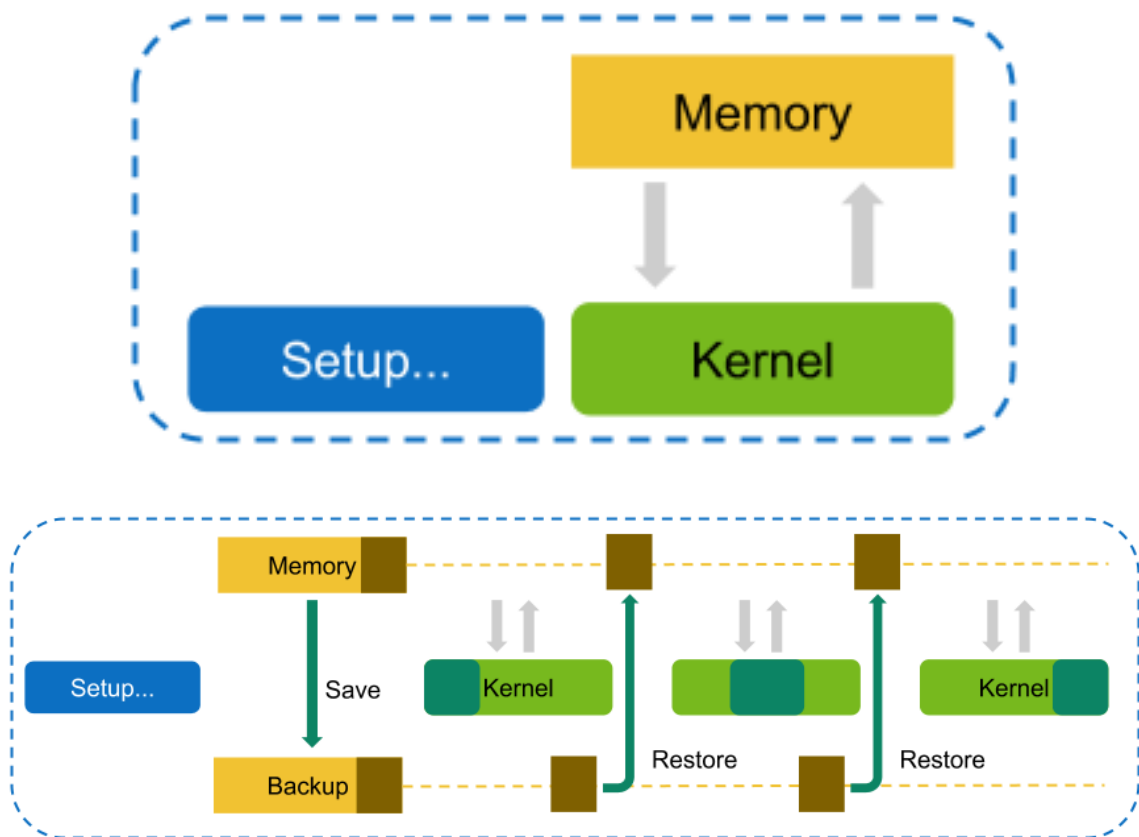 Memory
Setup...
Kernel
Memory
Setup...
Save
Kernel
Kernel
Restore
Restore
Backup